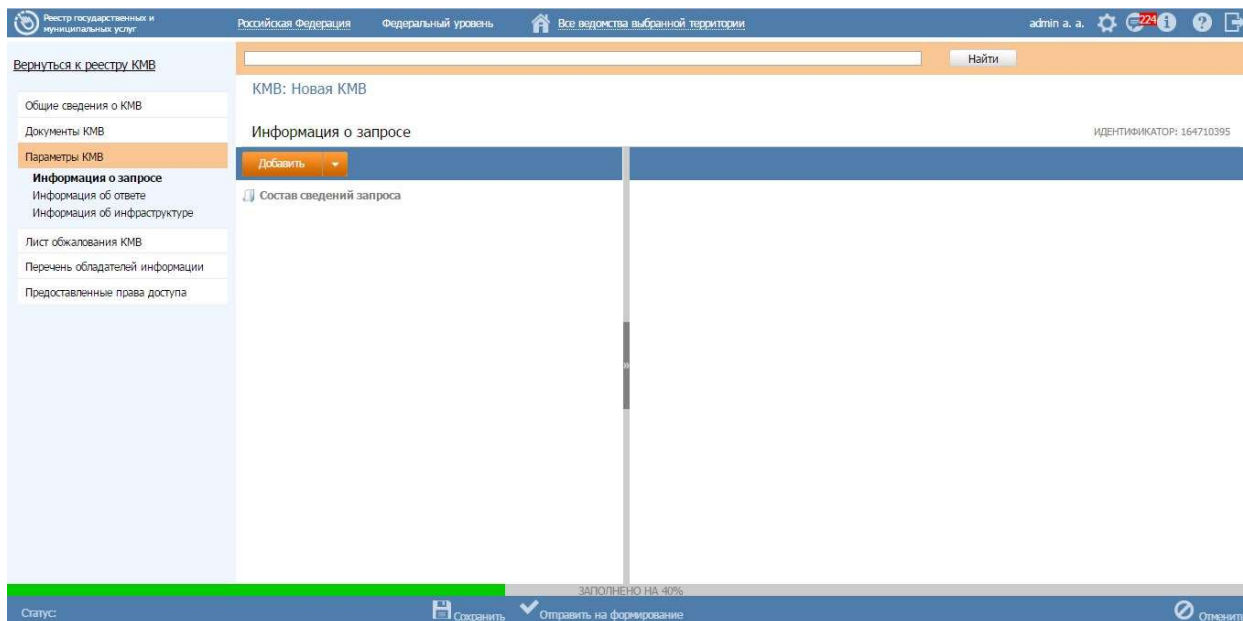 Реестр государственных и
муниципальных услуг
Российская Федерация
Федеральный уровень
Все ведомства выбранной территории
admin a. a.
224
Вернуться к реестру КМВ
Найти
КМВ: Новая КМВ
Общие сведения о КМВ
Документы КМВ
Информация о запросе
ИДЕНТИФИКАТОР: 164710395
Параметры КМВ
Добавить
Информация о запросе
Информация об ответе
Информация об инфраструктуре
Состав сведений запроса
Лист обжалования КМВ
Перечень обладателей информации
Предоставленные права доступа
ЗАПОЛНЕНО НА 40%
Статус:
Сохранить
Отправить на формирование
Отменить